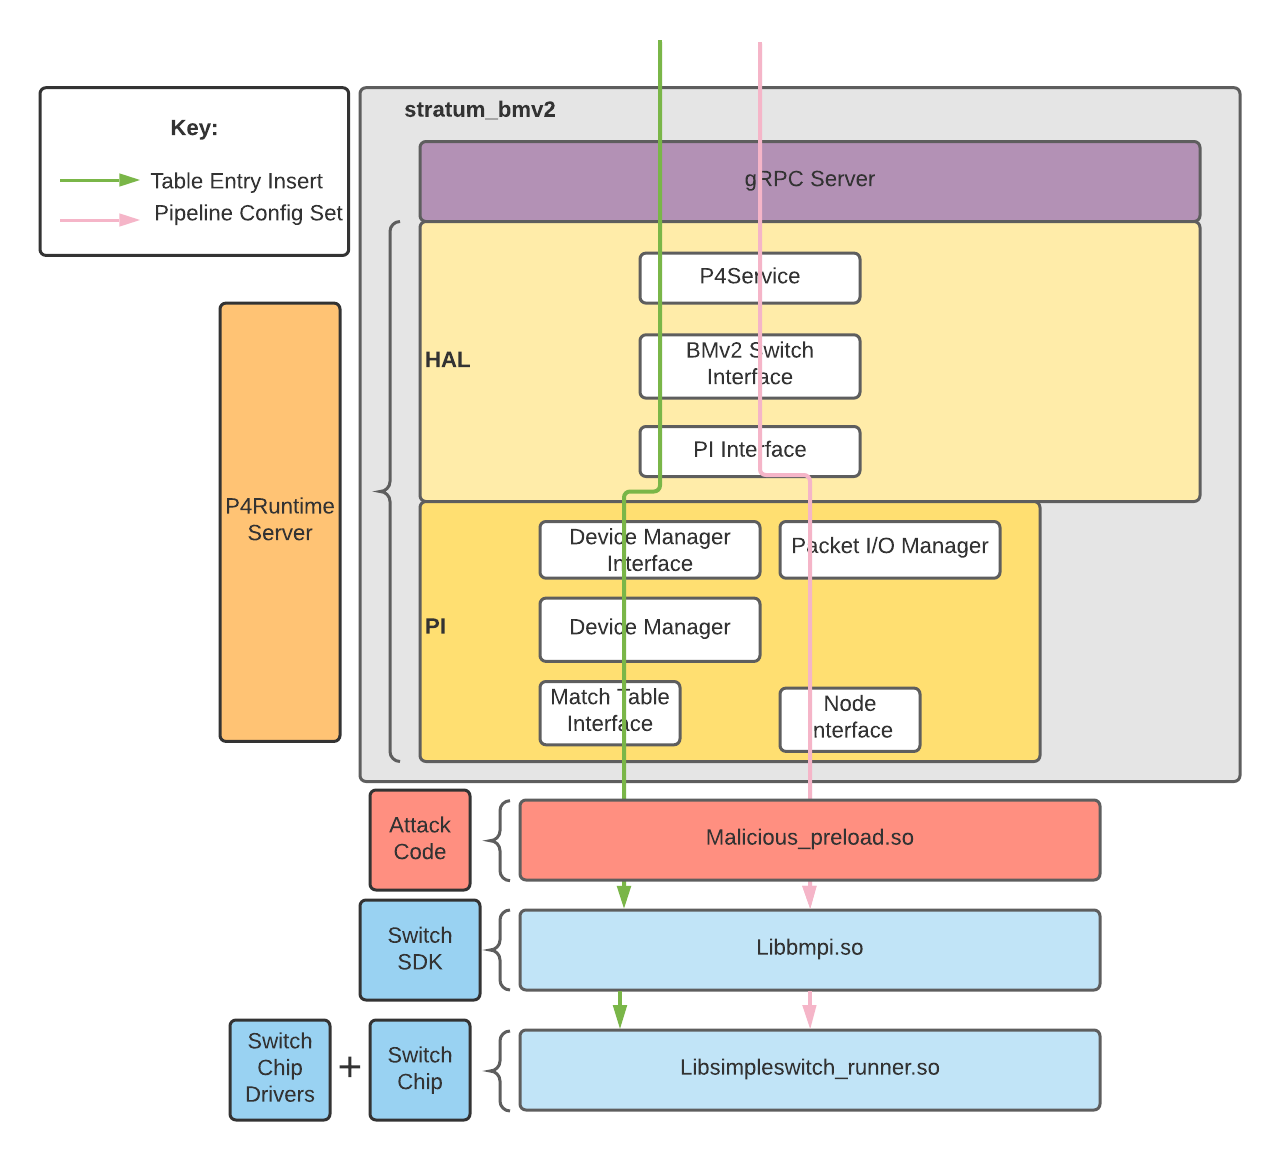 stratum_bmv2
Key:
Table Entry Insert
Pipeline Config Set
gRPC Server
P4Service
BMv2 Switch
Interface
HAL
PI Interface
P4Runtime
Server
Device Manager
Interface
Packet I/O Manager
Device Manager
PI
Match Table
Interface
Node
Interface
Attack
Code
Malicious_preload.so
Switch
SDK
Libbmpi.so
Switch
Chip
Drivers
+
Switch
Chip
Libsimpleswitch_runner.so